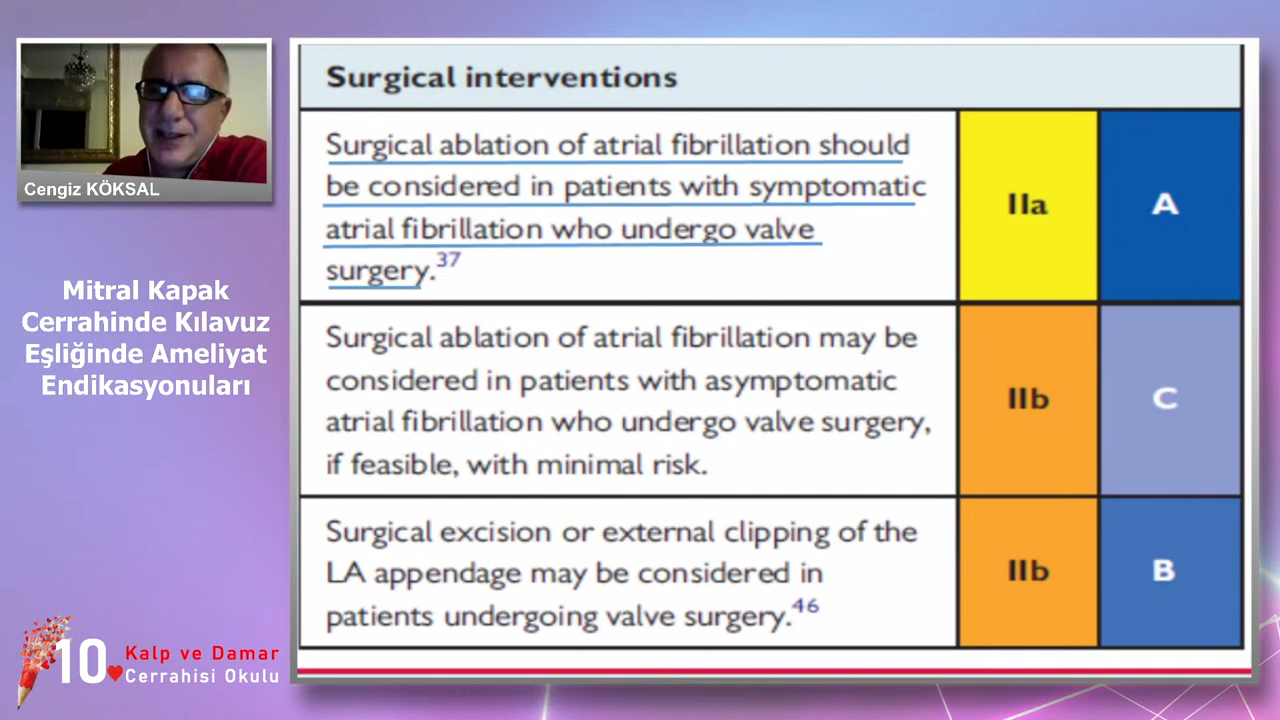 Cengiz KÖKSAL
Mitral Kapak
Cerrahinde Kılavuz
Eşliğinde Ameliyat
Endikasyonuları
10
Kalp ve Damar
Cerrahisi Okulu
Surgical interventions
Surgical ablation of atrial fibrillation should
be considered in patients with symptomatic
atrial fibrillation who undergo valve
surgery.37
IIa
A
Surgical ablation of atrial fibrillation may be
considered in patients with asymptomatic
atrial fibrillation who undergo valve surgery,
if feasible, with minimal risk.
IIb
C
Surgical excision or external clipping of the
LA appendage may be considered in
patients undergoing valve surgery.46
IIb
B